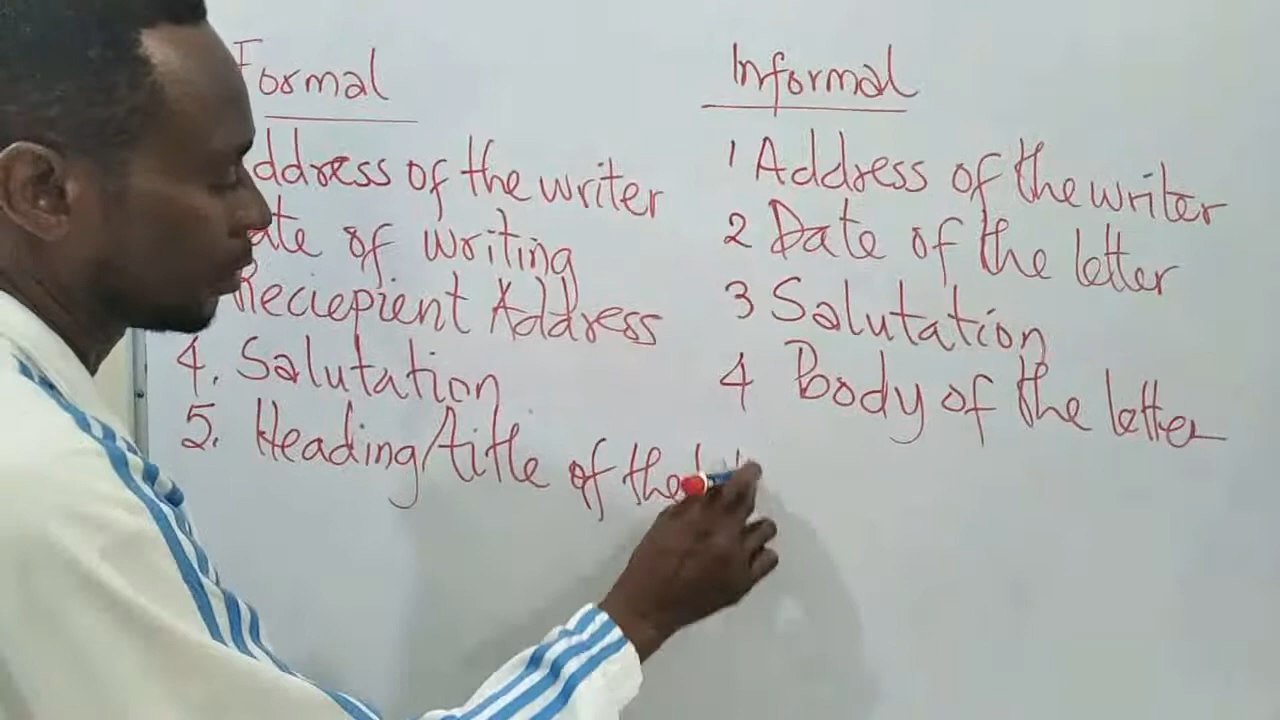 Formal
ddress of the writer
ate of writing
Reciepient Address
4. Salutation
5. Heading/title of the
Informal
1 Address of the writer
2 Date of the letter
3 Salutation
4 Body of the letter